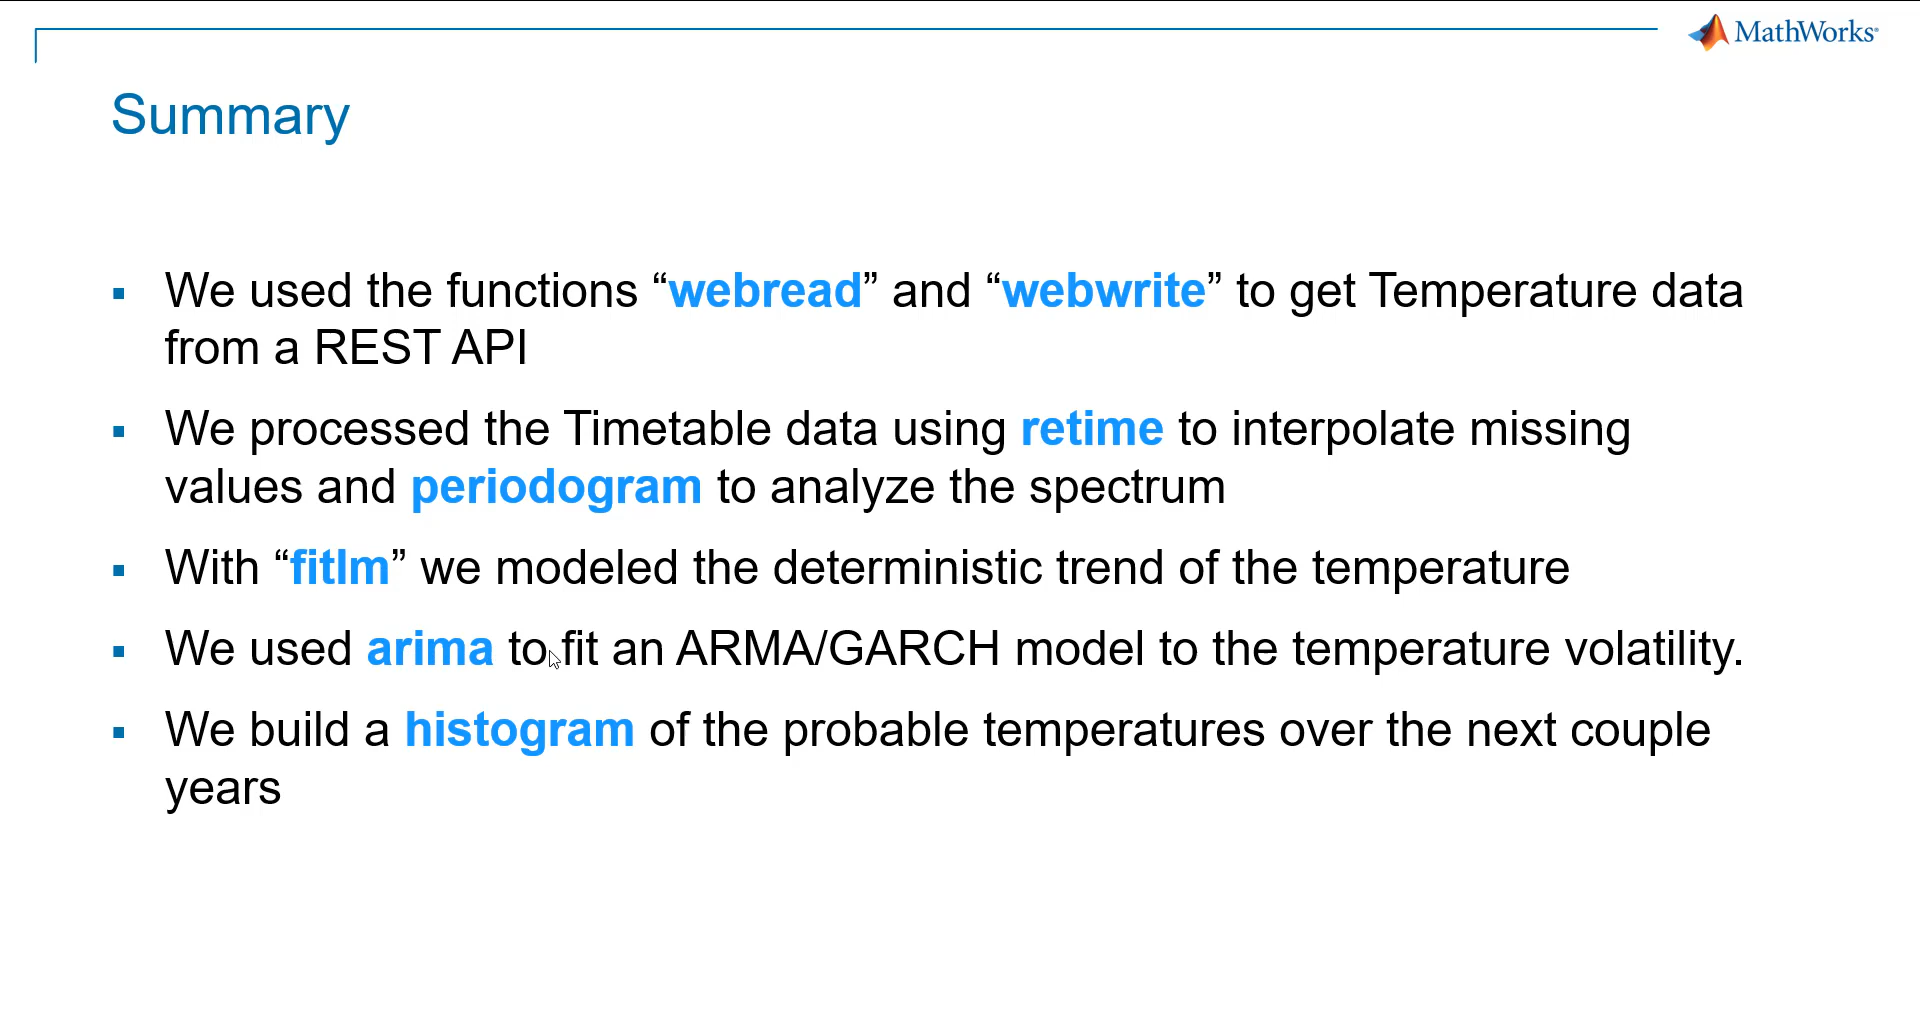 MathWorks®
Summary
▪ We used the functions “webread” and “webwrite” to get Temperature data
from a REST API
▪ We processed the Timetable data using retime to interpolate missing
values and periodogram to analyze the spectrum
▪ With “fitlm” we modeled the deterministic trend of the temperature
▪ We used arima to fit an ARMA/GARCH model to the temperature volatility.
▪ We build a histogram of the probable temperatures over the next couple
years